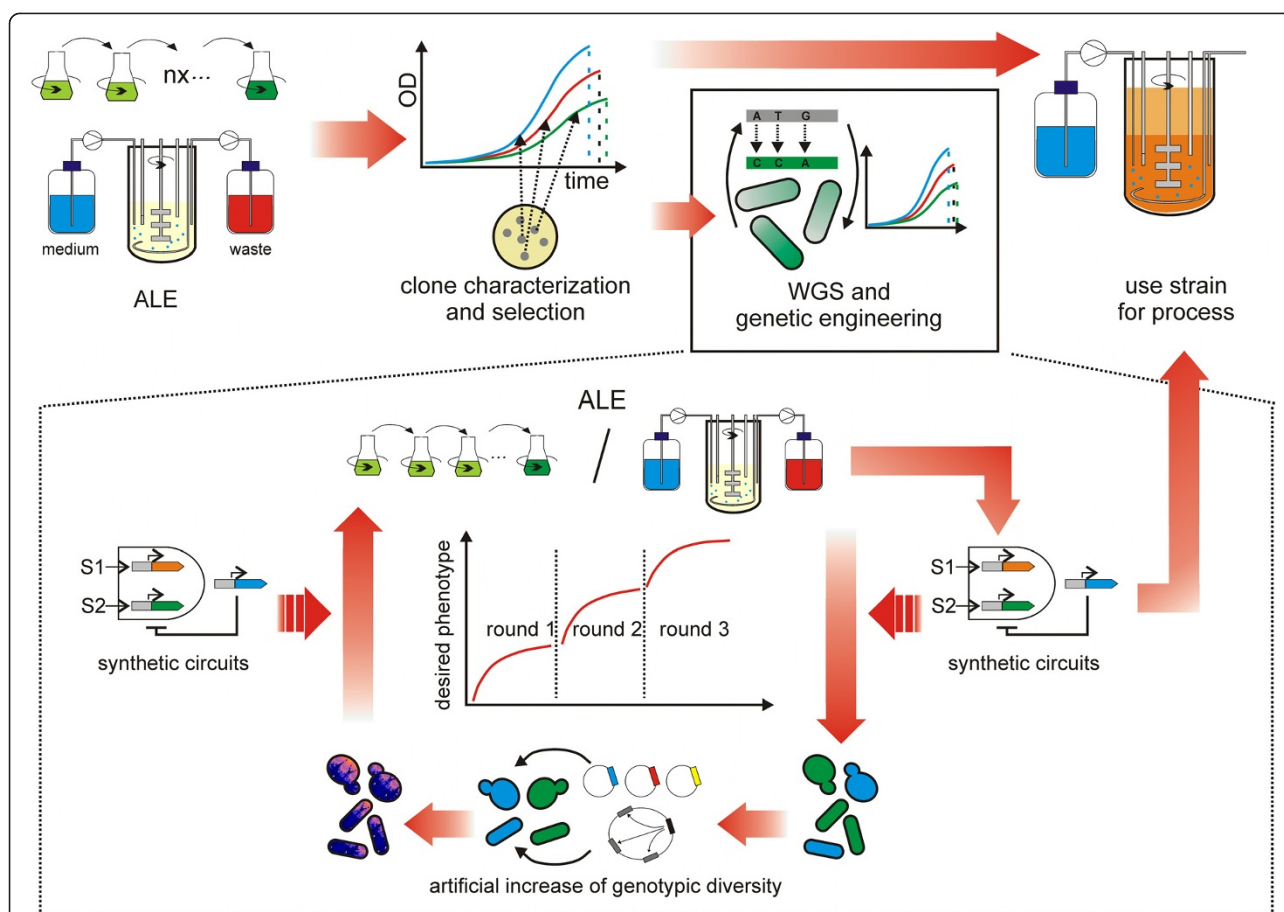 nx...
OD
time
medium
waste
ALE
clone characterization
and selection
A T G
C C A
WGS and
genetic engineering
use strain
for process
ALE
/
...
S1
S2
synthetic circuits
desired phenotype
round 1
round 2
round 3
S1
S2
synthetic circuits
artificial increase of genotypic diversity